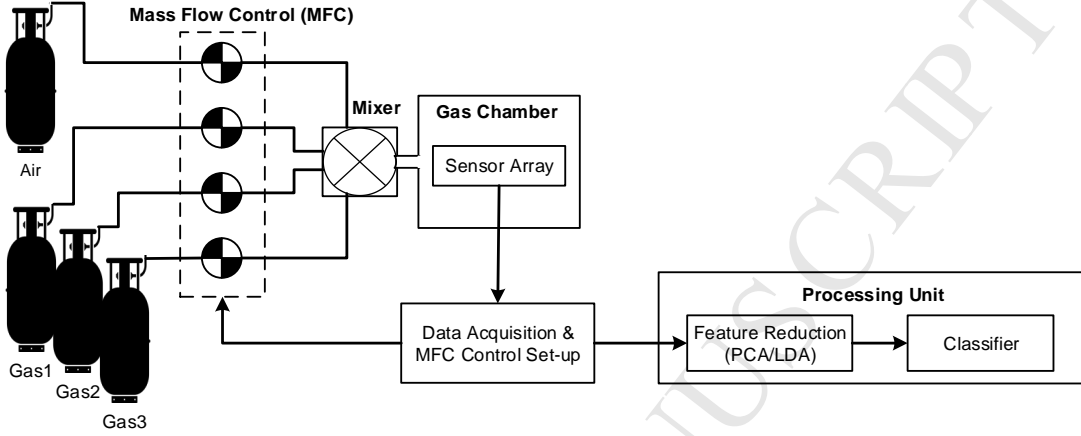 Mass Flow Control (MFC)
Mixer
Gas Chamber
Sensor Array
Air
Gas1
Gas2
Gas3
Data Acquisition &
MFC Control Set-up
Processing Unit
Feature Reduction
(PCA/LDA)
Classifier
NUSCRIPT